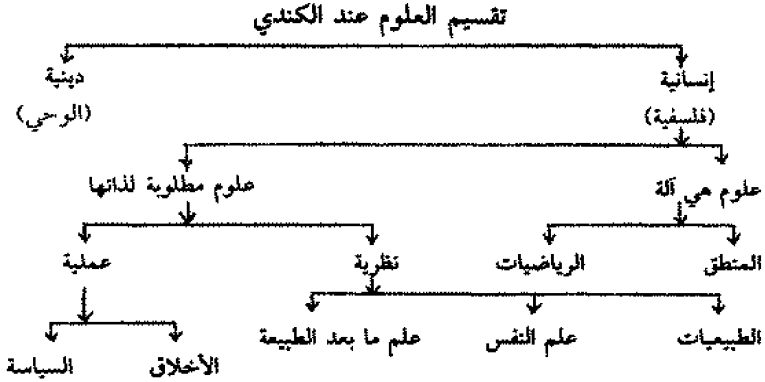 تقسيم العلوم عند الكندي
إنسانية دينية
(فلسفية) (الوحي)
علوم هي آلة علوم مطلوبة لذاتها
المنطق الرياضيات نظرية عملية
الطبيعيات علم النفس علم ما بعد الطبيعة
الأخلاق السياسة